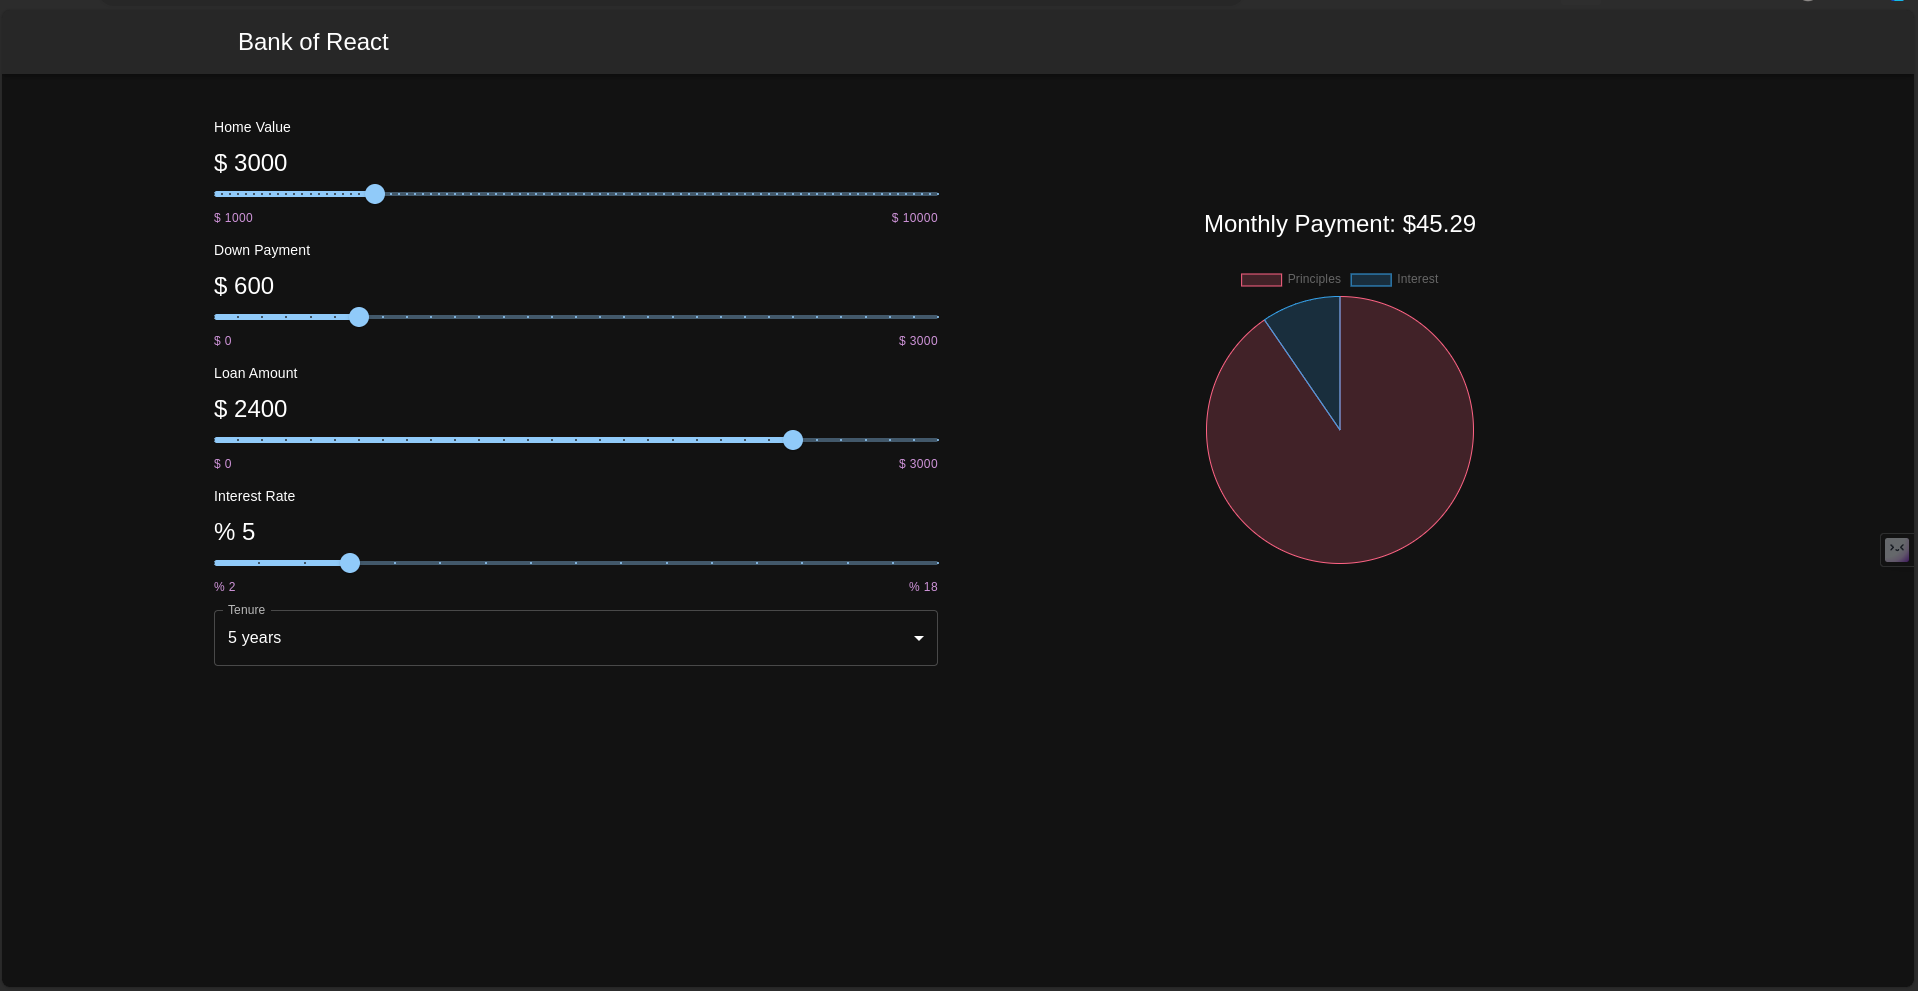 Bank of React
Home Value
$ 3000
$ 1000 $ 10000
Down Payment
$ 600
$ 0 $ 3000
Loan Amount
$ 2400
$ 0 $ 3000
Interest Rate
% 5
% 2 % 18
Tenure
5 years
Monthly Payment: $45.29
Principles Interest